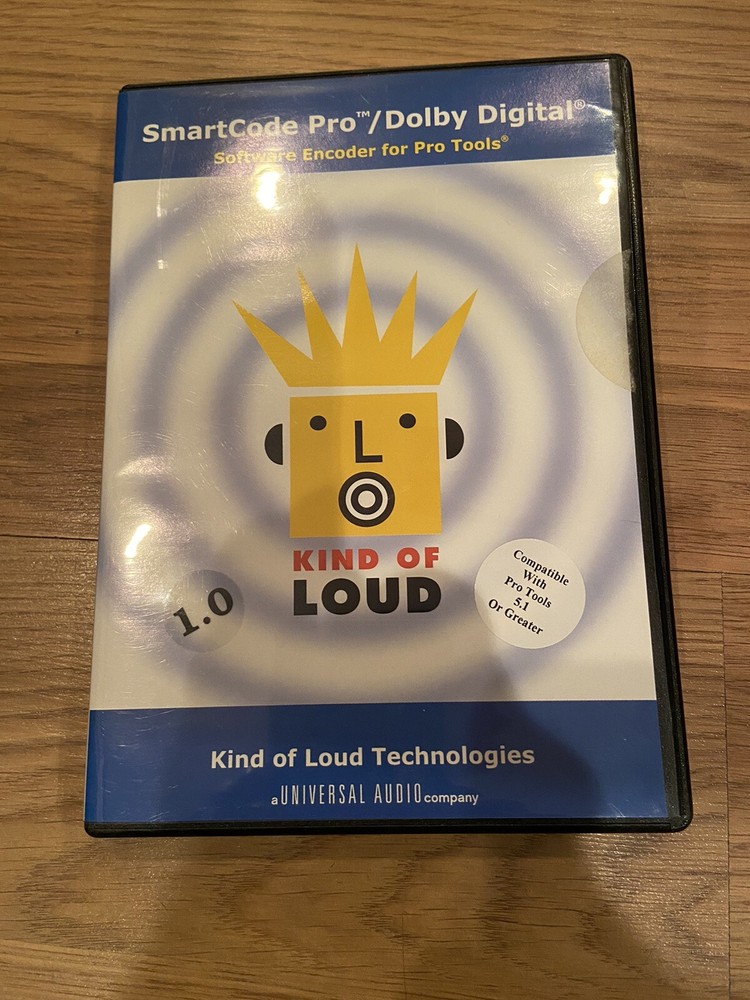 SmartCode Pro™/Dolby Digital®
Software Encoder for Pro Tools®
L
KIND OF
LOUD
1.0
Compatible
With
Pro Tools
5.1
Or Greater
Kind of Loud Technologies
a UNIVERSAL AUDIO company